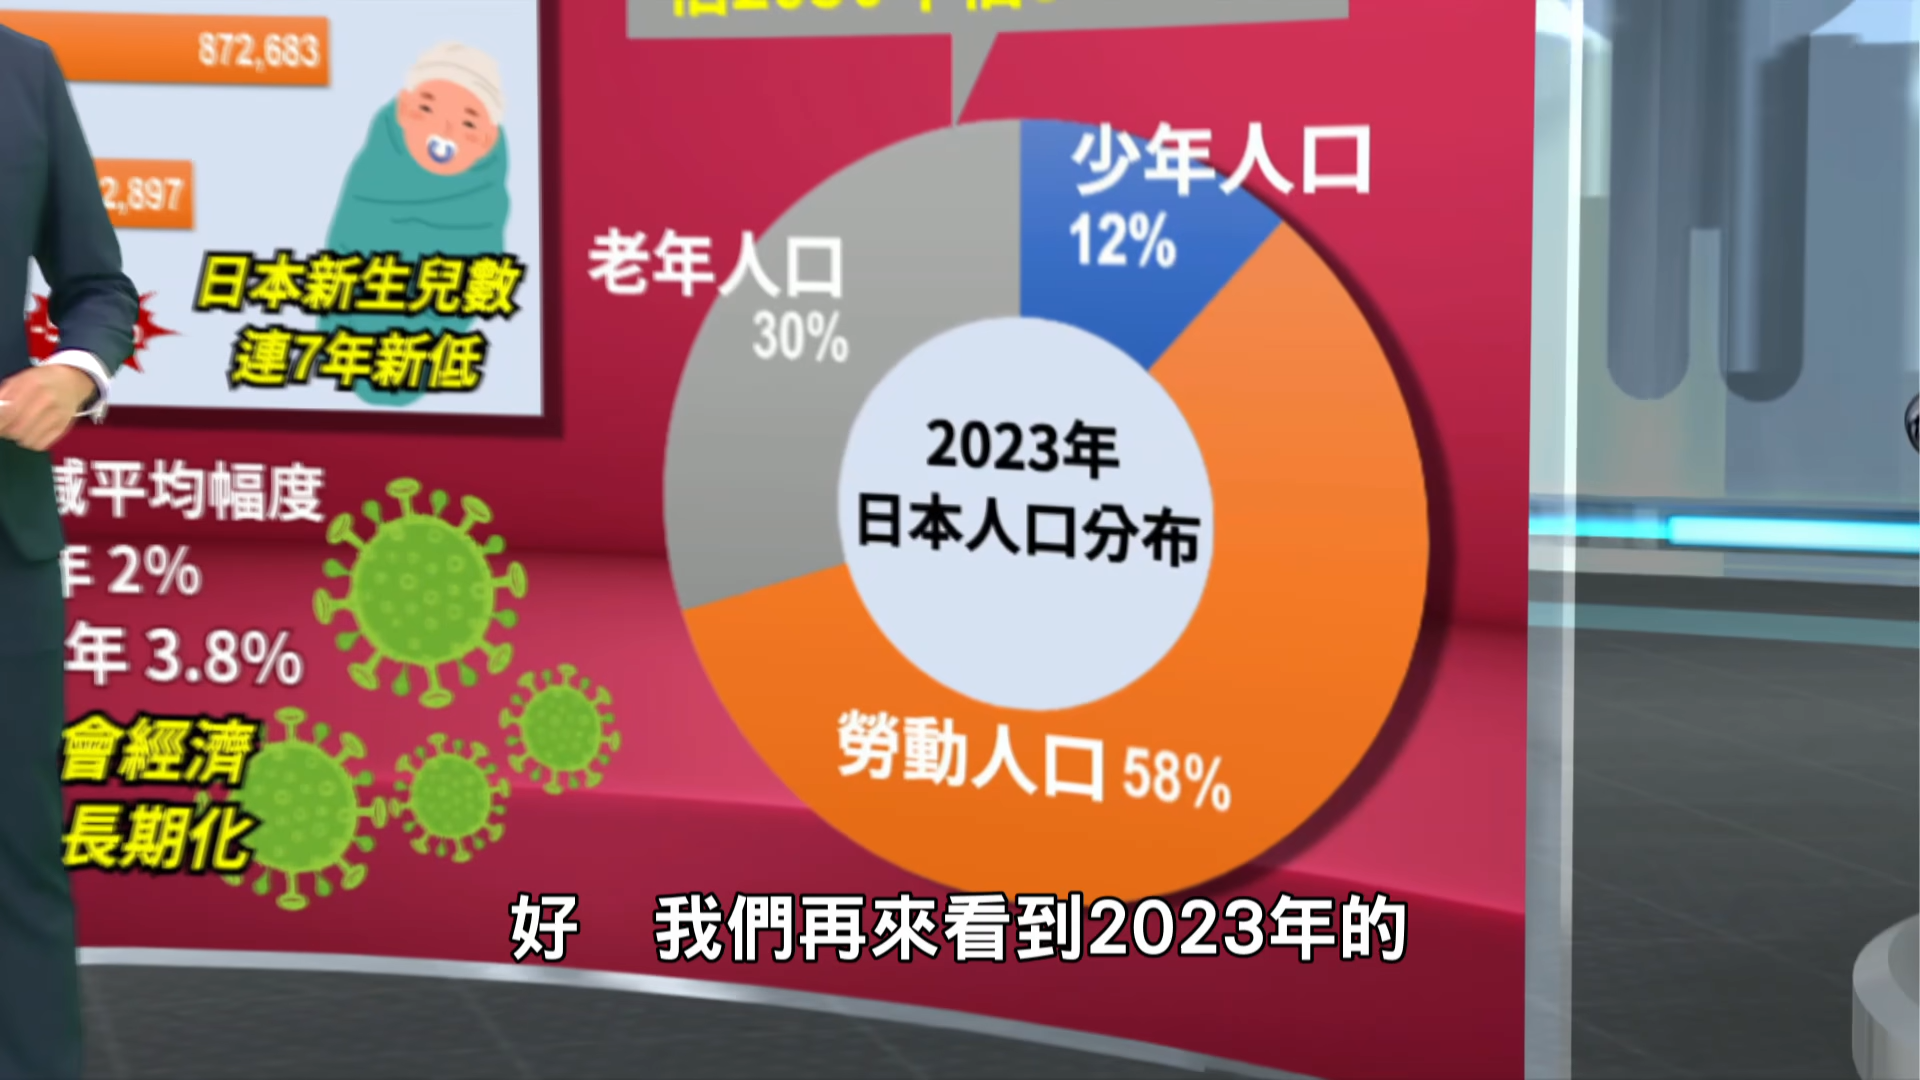 872,683
2,897
日本新生兒數
連7年新低
減平均幅度
年 2%
年 3.8%
會經濟
長期化
少年人口
12%
老年人口
30%
2023年
日本人口分布
勞動人口 58%
好 我們再來看到2023年的